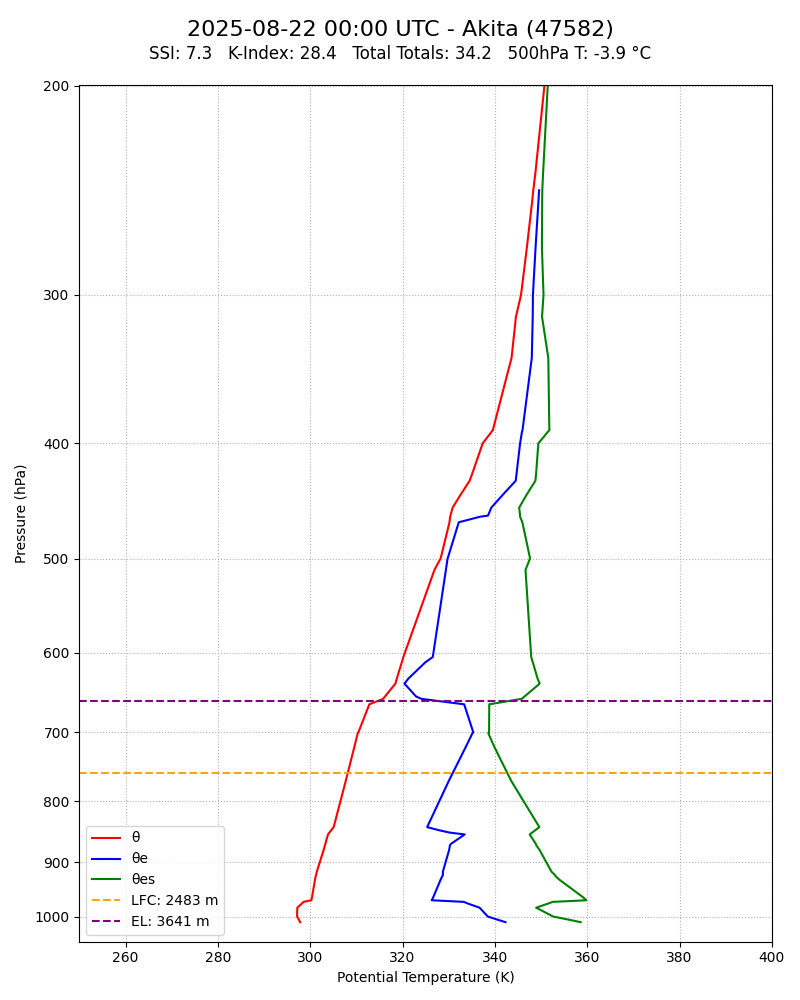 2025-08-22 00:00 UTC - Akita (47582)
SSI: 7.3   K-Index: 28.4   Total Totals: 34.2   500hPa T: -3.9 °C
200
300
400
500
600
700
800
900
1000
Pressure (hPa)
θ
θe
θes
LFC: 2483 m
EL: 3641 m
260 280 300 320 340 360 380 400
Potential Temperature (K)